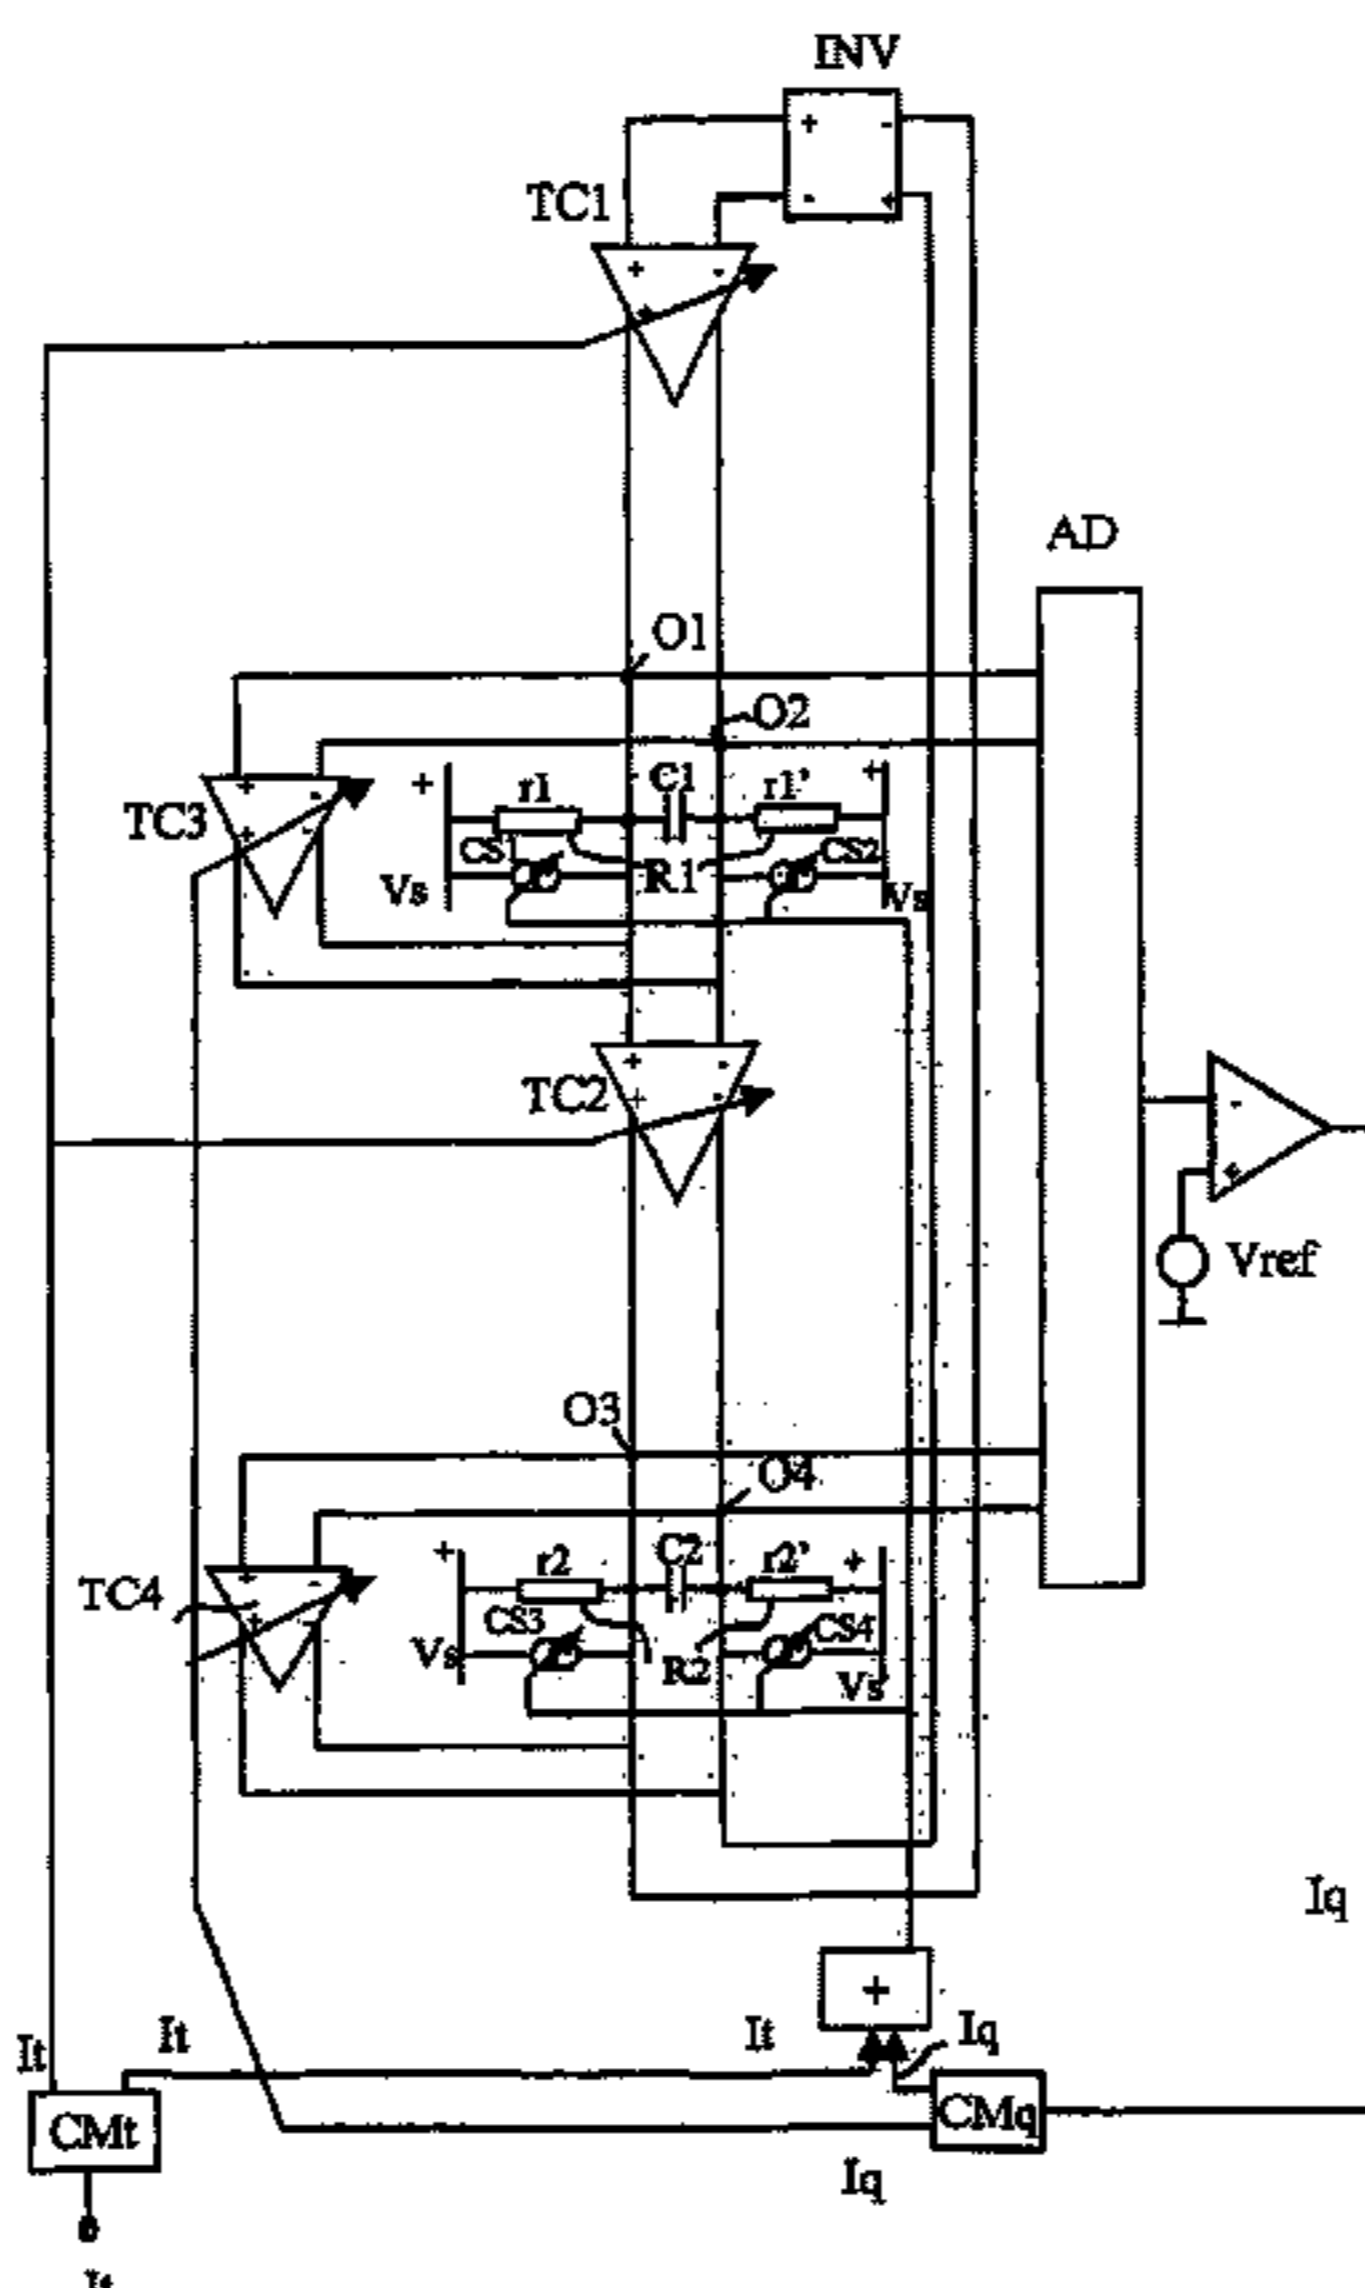 INV
+ -
- +
TC1
+ -
+
AD
O1
O2
+ r1 C1 r1' +
TC3
+ -
+ -
CS1 R1 CS2
Vs Vs
+ -
TC2
+ -
-
+
Vref
O3
O4
+ r2 C2 r2' +
TC4
+ -
+
CS3 CS4
Vs R2 Vs
Iq
+
It It It Iq
CMt CMq
Iq
It